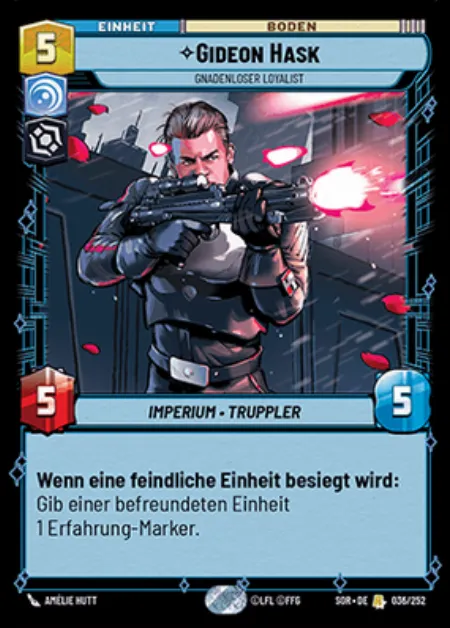 5
EINHEIT
BODEN
GIDEON HASK
GNADENLOSER LOYALIST
5
IMPERIUM • TRUPPLER
5
Wenn eine feindliche Einheit besiegt wird:
Gib einer befreundeten Einheit
1 Erfahrung-Marker.
AMÉLIE HUTT
©LFL ©FFG
SOR • DE
R
036/252